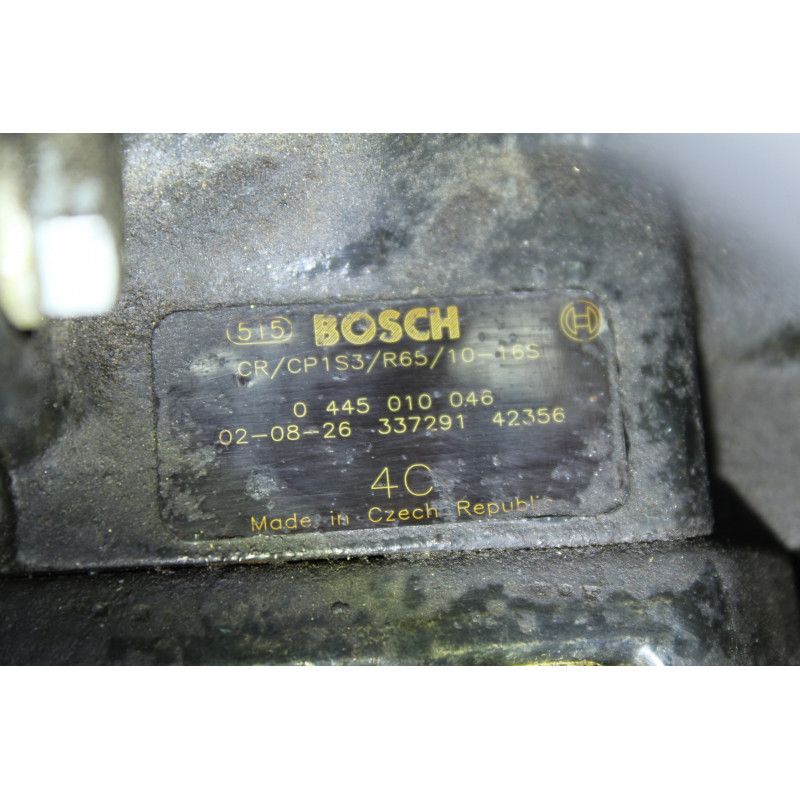 515 BOSCH
CR/CP1S3/R65/10-16S
0 445 010 046
02-08-26 337291 42356
4C
Made in Czech Republic